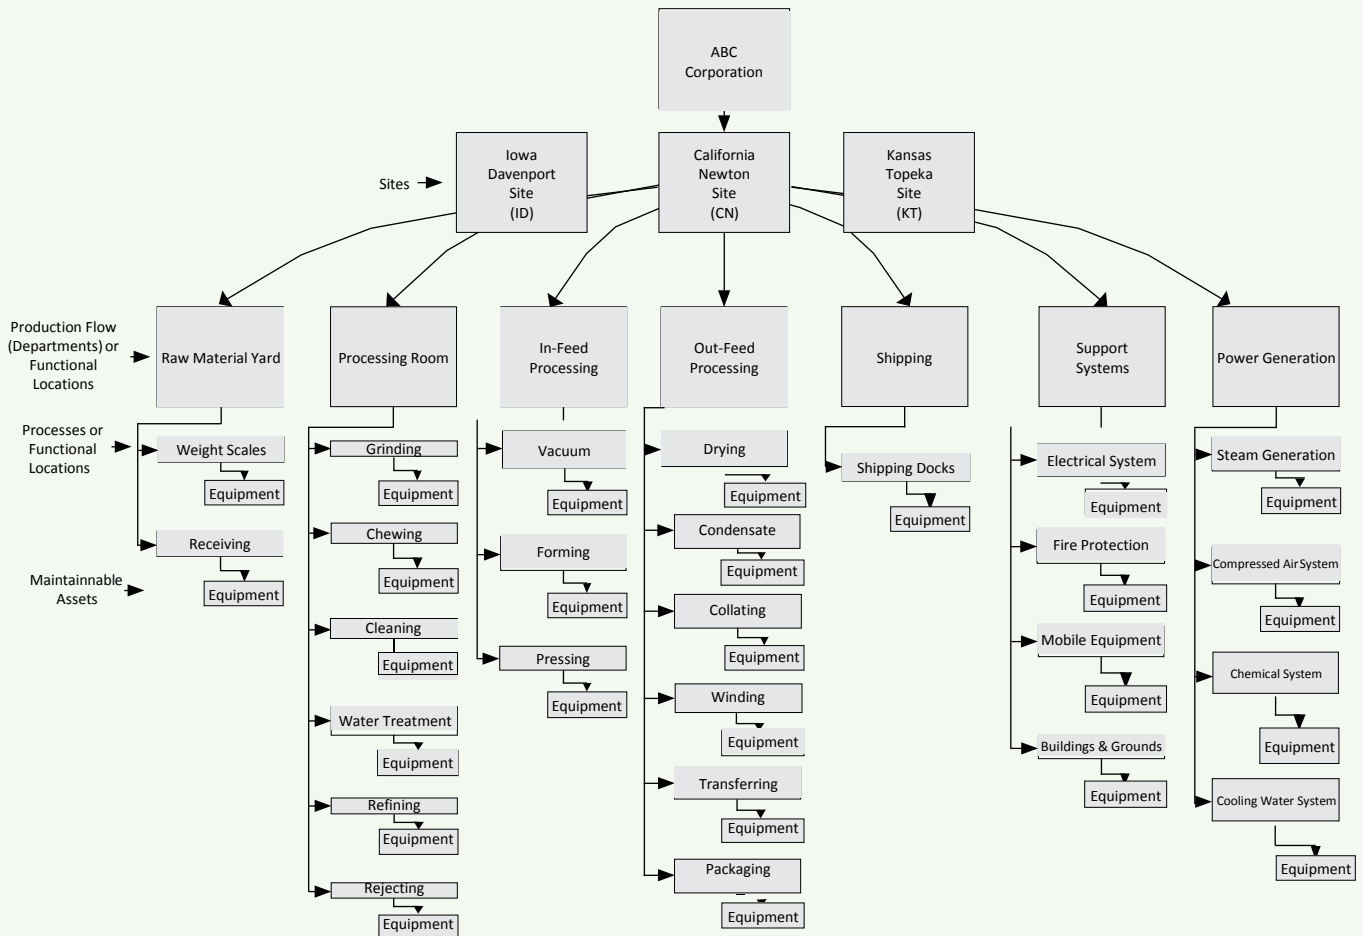 ABC
Corporation
Iowa
Davenport
Site
(ID)
California
Newton
Site
(CN)
Kansas
Topeka
Site
(KT)
Sites
Production Flow
(Departments) or
Functional
Locations
Raw Material Yard
Processing Room
In-Feed
Processing
Out-Feed
Processing
Shipping
Support
Systems
Power Generation
Processes or
Functional
Locations
Maintainnable
Assets
Weight Scales
Equipment
Receiving
Equipment
Grinding
Equipment
Chewing
Equipment
Cleaning
Equipment
Water Treatment
Equipment
Refining
Equipment
Rejecting
Equipment
Vacuum
Equipment
Forming
Equipment
Pressing
Equipment
Drying
Equipment
Condensate
Equipment
Collating
Equipment
Winding
Equipment
Transferring
Equipment
Packaging
Equipment
Shipping Docks
Equipment
Electrical System
Equipment
Fire Protection
Equipment
Mobile Equipment
Equipment
Buildings & Grounds
Equipment
Steam Generation
Equipment
Compressed Air System
Equipment
Chemical System
Equipment
Cooling Water System
Equipment